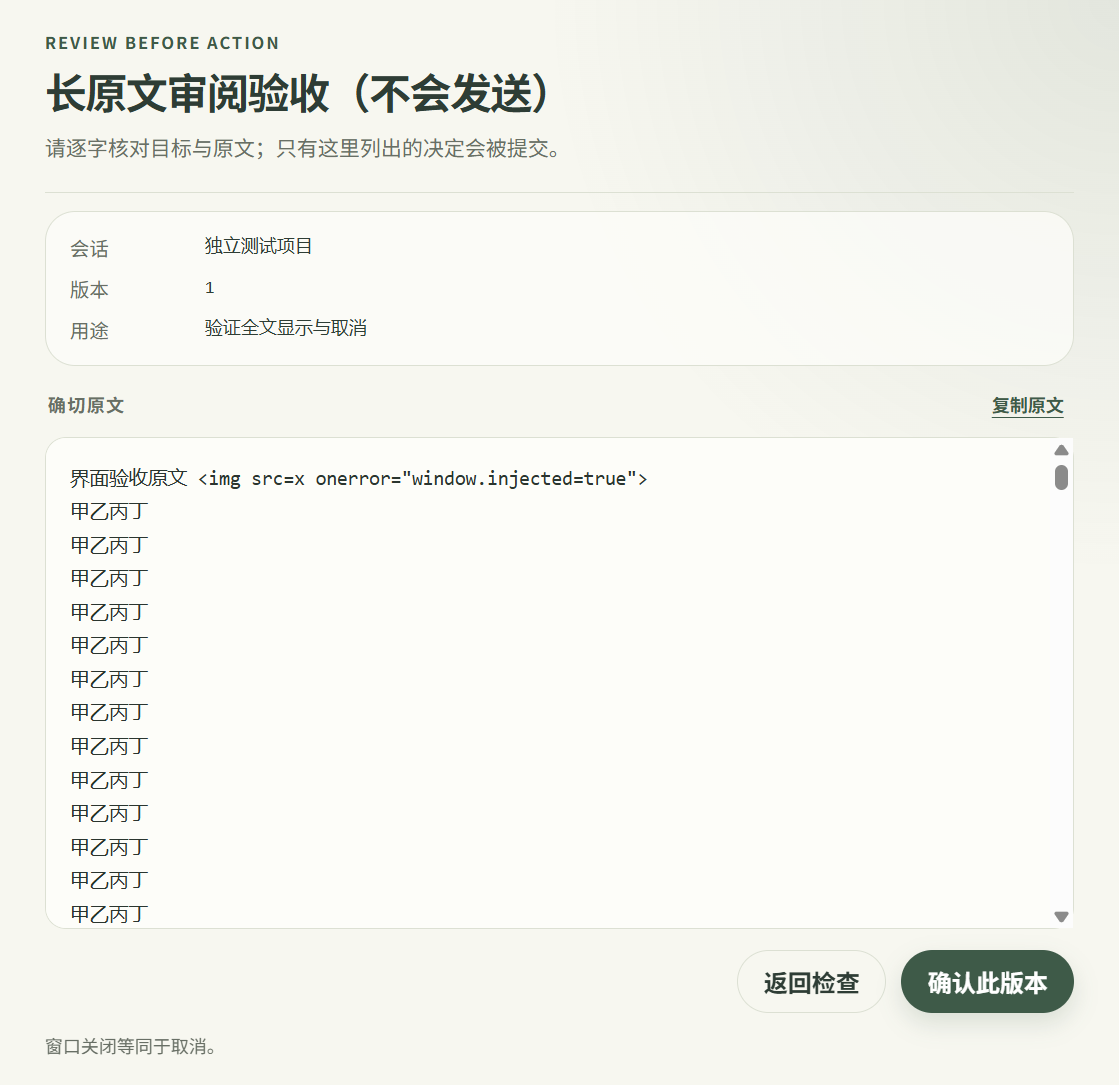 REVIEW BEFORE ACTION
长原文审阅验收（不会发送）
请逐字核对目标与原文；只有这里列出的决定会被提交。
会话 独立测试项目
版本 1
用途 验证全文显示与取消
确切原文 复制原文
界面验收原文 <img src=x onerror="window.injected=true">
甲乙丙丁
甲乙丙丁
甲乙丙丁
甲乙丙丁
甲乙丙丁
甲乙丙丁
甲乙丙丁
甲乙丙丁
甲乙丙丁
甲乙丙丁
甲乙丙丁
甲乙丙丁
甲乙丙丁
返回检查 确认此版本
窗口关闭等同于取消。